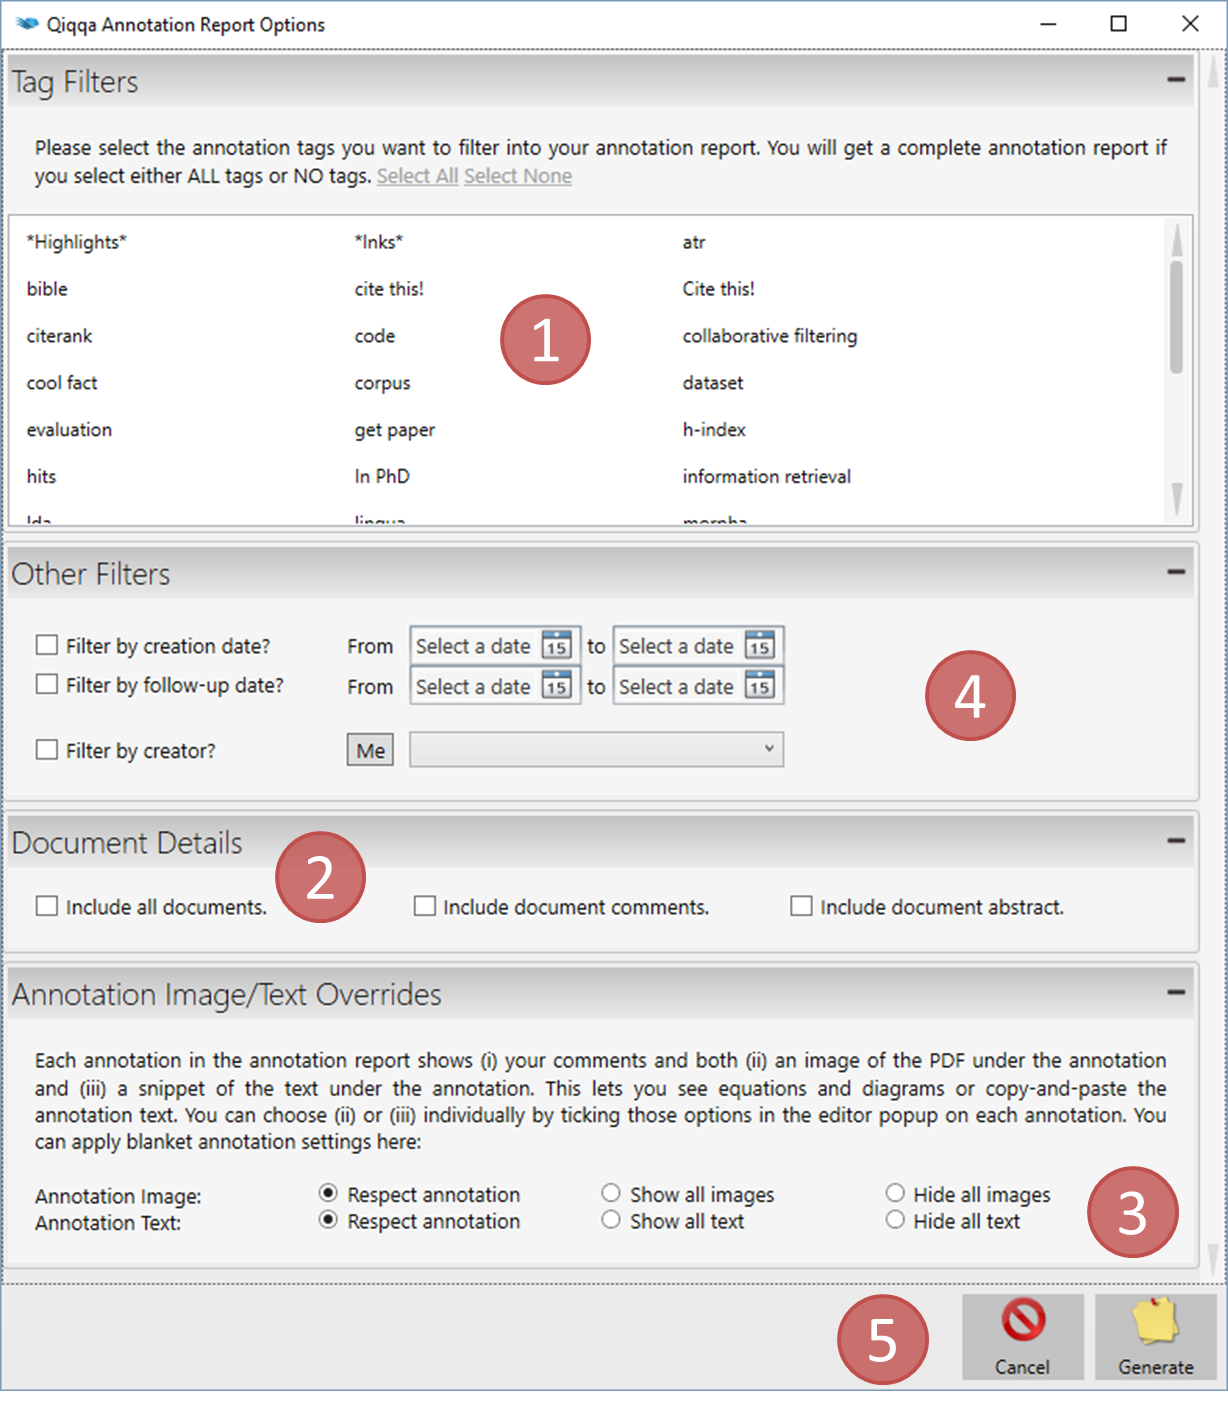 Qiqqa Annotation Report Options
Tag Filters
Please select the annotation tags you want to filter into your annotation report. You will get a complete annotation report if
you select either ALL tags or NO tags. Select All Select None
*Highlights* *Inks* atr
bible cite this! Cite this!
1
citerank code collaborative filtering
cool fact corpus dataset
evaluation get paper h-index
hits In PhD information retrieval
Other Filters
Filter by creation date? From Select a date 15 to Select a date 15
Filter by follow-up date? From Select a date 15 to Select a date 15
4
Filter by creator? Me
Document Details
2
Include all documents. Include document comments. Include document abstract.
Annotation Image/Text Overrides
Each annotation in the annotation report shows (i) your comments and both (ii) an image of the PDF under the annotation
and (iii) a snippet of the text under the annotation. This lets you see equations and diagrams or copy-and-paste the
annotation text. You can choose (ii) or (iii) individually by ticking those options in the editor popup on each annotation. You
can apply blanket annotation settings here:
Annotation Image: Respect annotation Show all images Hide all images
Annotation Text: Respect annotation Show all text Hide all text
3
5
Cancel Generate